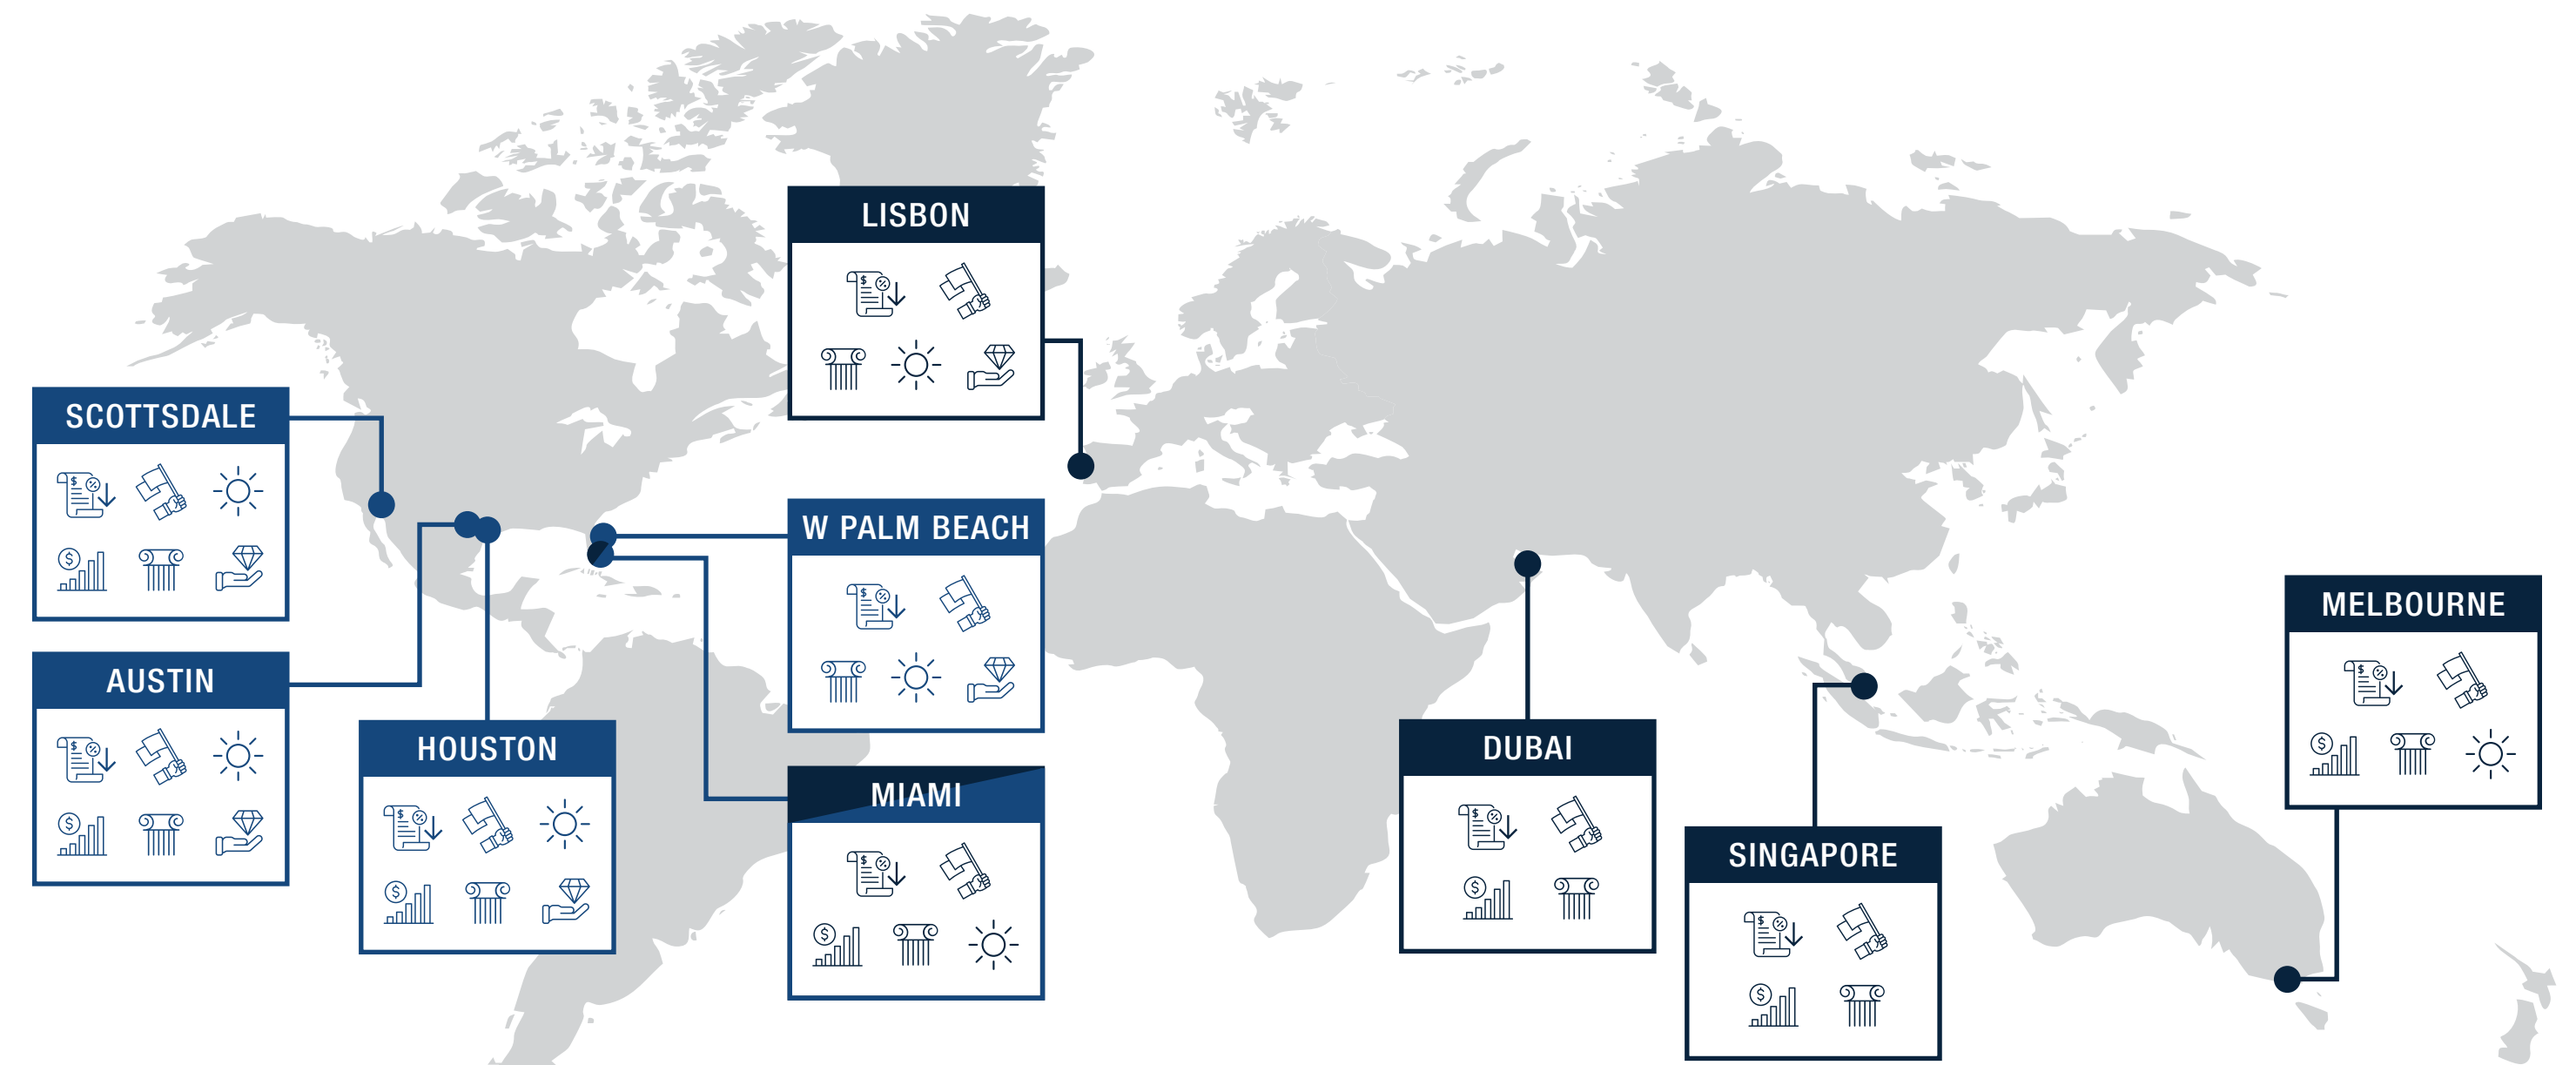 LISBON
SCOTTSDALE
W PALM BEACH
AUSTIN
HOUSTON
MIAMI
DUBAI
SINGAPORE
MELBOURNE